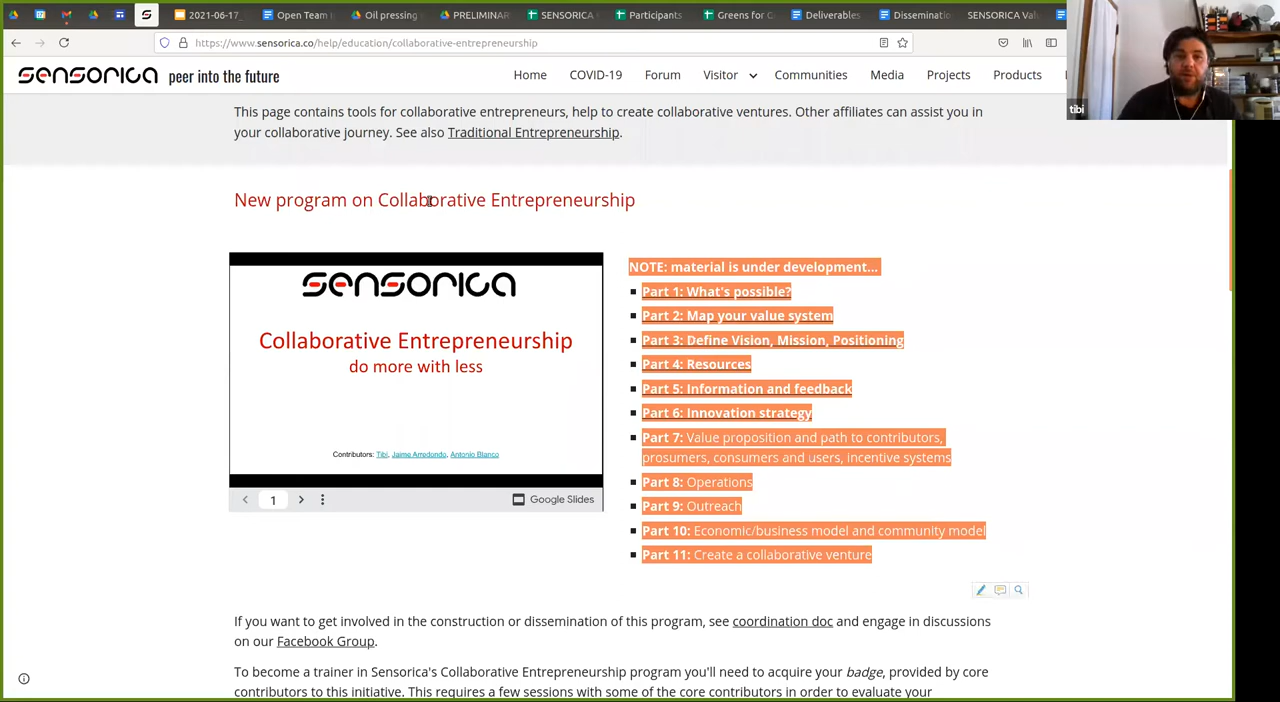 2021-06-17_
Open Team
Oil pressing
PRELIMINAR
SENSORICA
Participants
Greens for G
Deliverables
Disseminatio
SENSORICA Val
https://www.sensorica.co/help/education/collaborative-entrepreneurship
tibi
sensorica peer into the future
Home COVID-19 Forum Visitor Communities Media Projects Products
This page contains tools for collaborative entrepreneurs, help to create collaborative ventures. Other affiliates can assist you in
your collaborative journey. See also Traditional Entrepreneurship.
New program on Collaborative Entrepreneurship
sensorica
Collaborative Entrepreneurship
do more with less
Contributors: Tibi, Jaime Arredondo, Antonio Blanco
1 Google Slides
NOTE: material is under development...
Part 1: What's possible?
Part 2: Map your value system
Part 3: Define Vision, Mission, Positioning
Part 4: Resources
Part 5: Information and feedback
Part 6: Innovation strategy
Part 7: Value proposition and path to contributors,
prosumers, consumers and users, incentive systems
Part 8: Operations
Part 9: Outreach
Part 10: Economic/business model and community model
Part 11: Create a collaborative venture
If you want to get involved in the construction or dissemination of this program, see coordination doc and engage in discussions
on our Facebook Group.
To become a trainer in Sensorica's Collaborative Entrepreneurship program you'll need to acquire your badge, provided by core
contributors to this initiative. This requires a few sessions with some of the core contributors in order to evaluate your